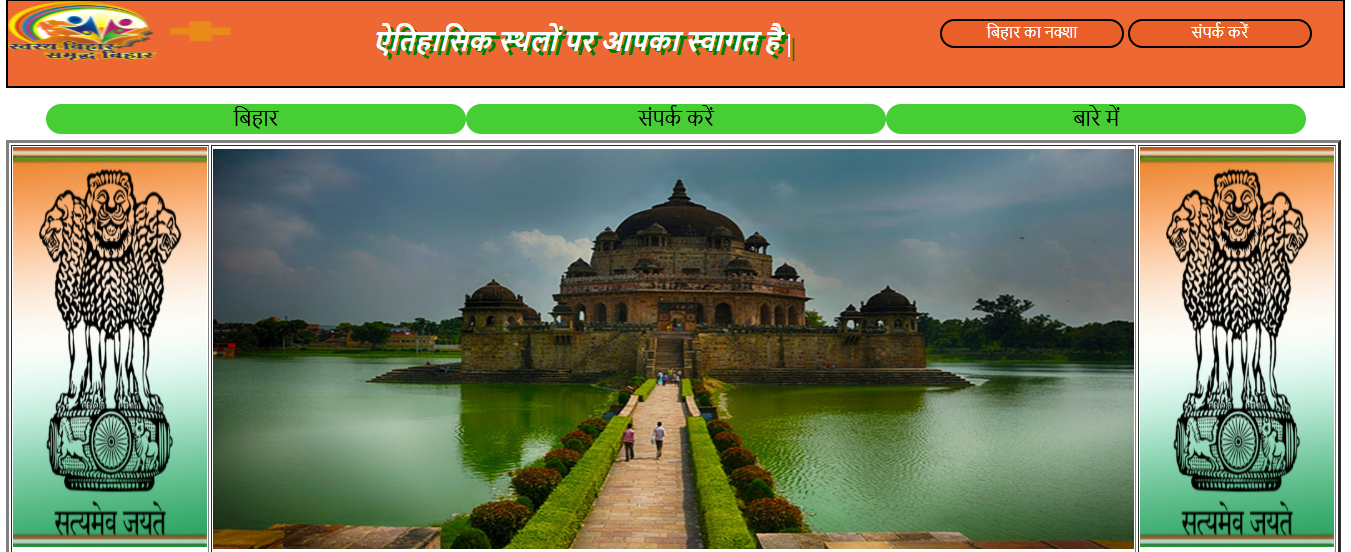 स्वस्थ बिहार
समृद्ध बिहार
ऐतिहासिक स्थलों पर आपका स्वागत है|
बिहार का नक्शा
संपर्क करें
बिहार
संपर्क करें
बारे में
सत्यमेव जयते
सत्यमेव जयते